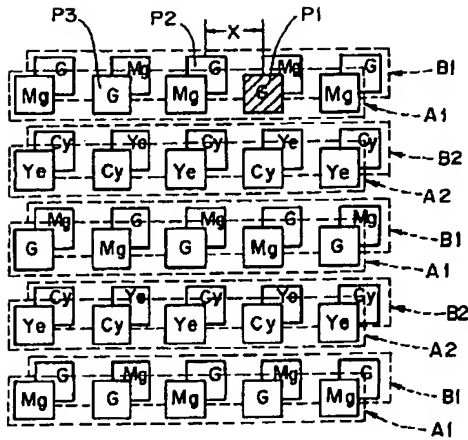 P3 P2 X P1
G Mg G Mg G B1
Mg G Mg G Mg A1
Cy Ye Cy Ye Cy B2
Ye Cy Ye Cy Ye A2
Mg G Mg G Mg B1
G Mg G Mg G A1
Cy Ye Cy Ye Cy B2
Ye Cy Ye Cy Ye A2
G Mg G Mg G B1
Mg G Mg G Mg A1